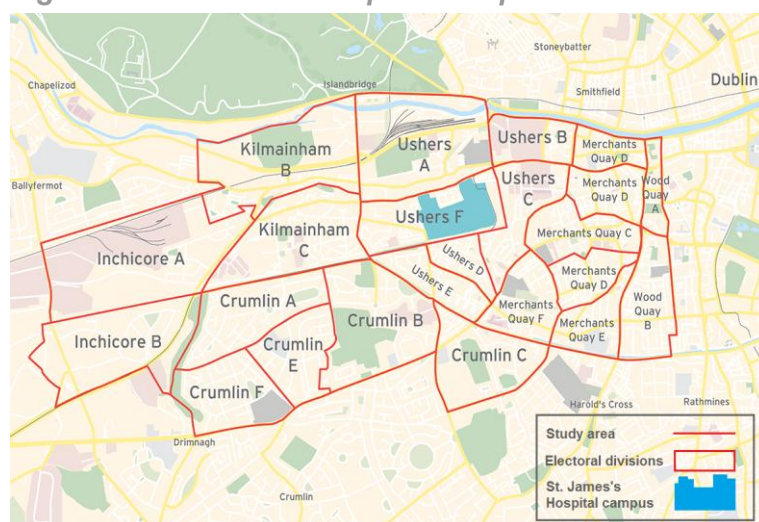 Stoneybatter
Chapelizod
Islandbridge
Smithfield
Dublin
Kilmainham
B
Ushers
A
Ushers B
Merchants
Quay D
Ballyfermot
Ushers
C
Merchants
Quay D
Wood
Quay
A
Ushers F
Kilmainham
C
Merchants Quay C
Inchicore A
Ushers D
Ushers E
Merchants
Quay D
Crumlin A
Wood
Quay
B
Merchants
Quay F
Crumlin B
Inchicore B
Crumlin
E
Merchants
Quay E
Crumlin C
Crumlin F
Harold's Cross
Rathmines
Drimnagh
Crumlin
Study area
Electoral divisions
St. James's
Hospital campus